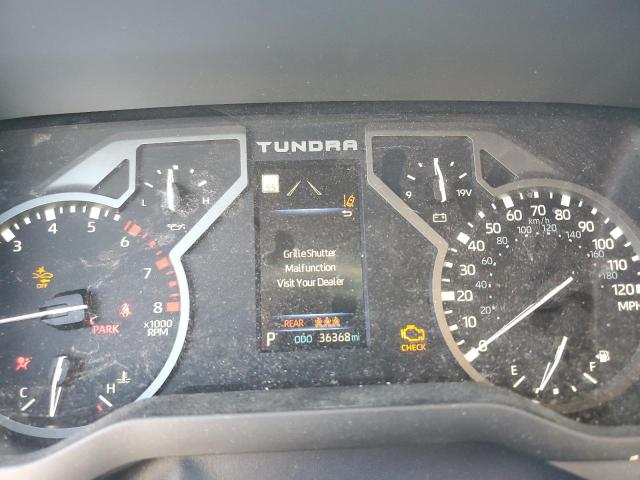 TUNDRA
L H
55
9 19V
3 4 5 6 7 8
x1000
RPM
OFF
PARK
C H
Grille Shutter
Malfunction
Visit Your Dealer
REAR
P ODO 36368 mi
CHECK
0 10 20 30 40 50 60 70 80 90 100 110 120
MPH
km/h
20 60 80 100 120 140 160 180
E F